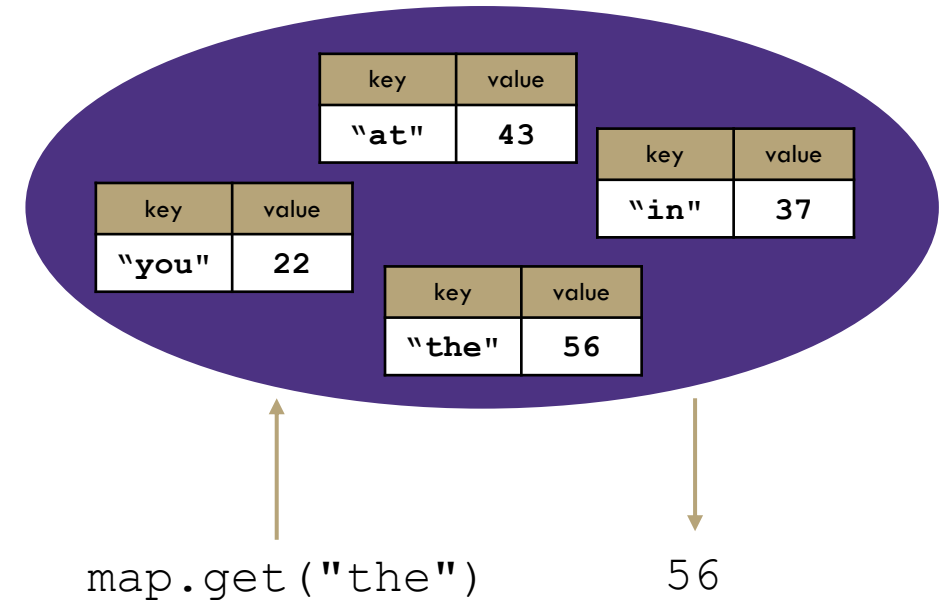 key value
“at" 43
key value
“in" 37
key value
“you" 22
key value
“the" 56
map.get("the") 56